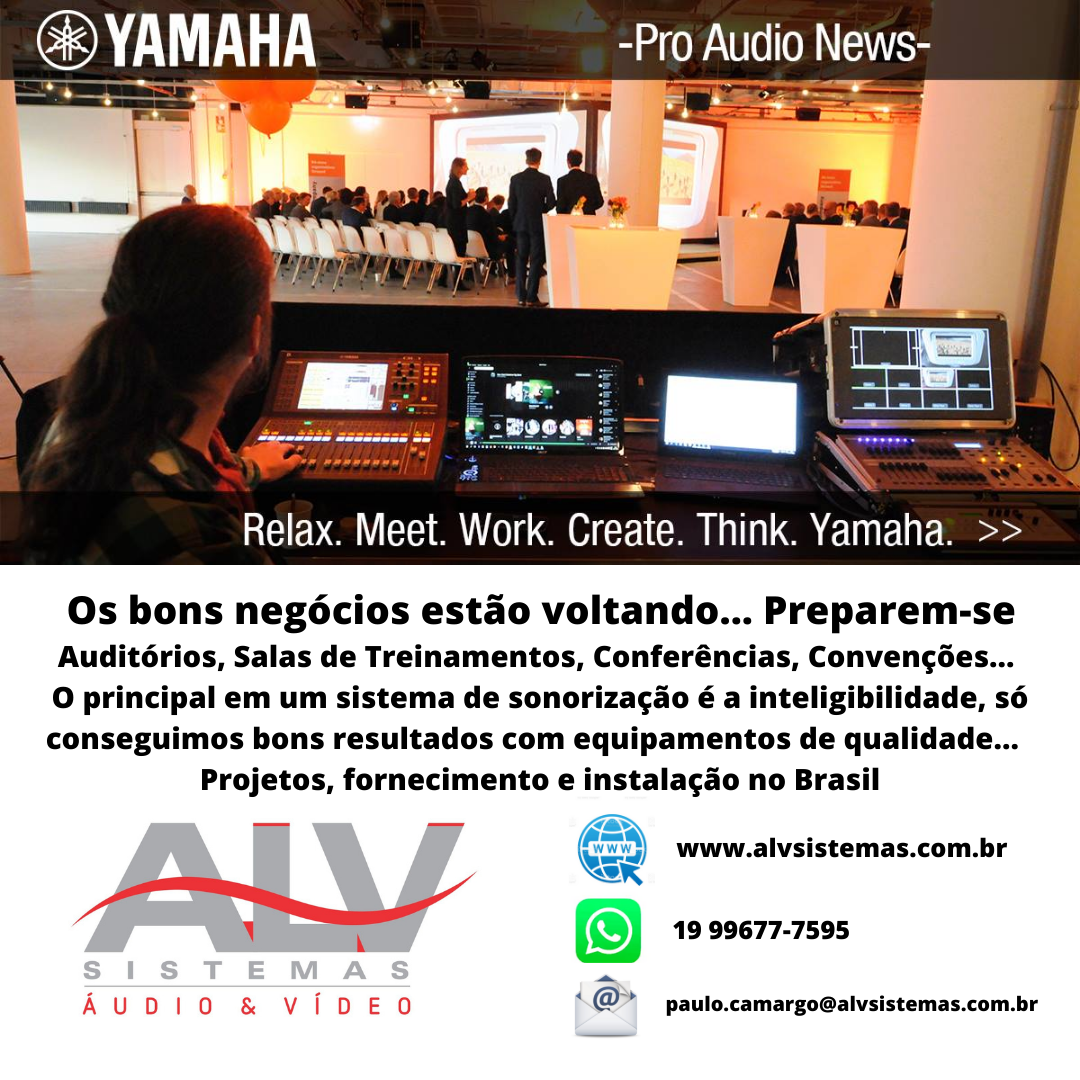 YAMAHA
-Pro Audio News-
Relax. Meet. Work. Create. Think. Yamaha. >>
Os bons negócios estão voltando... Preparem-se
Auditórios, Salas de Treinamentos, Conferências, Convenções...
O principal em um sistema de sonorização é a inteligibilidade, só
conseguimos bons resultados com equipamentos de qualidade...
Projetos, fornecimento e instalação no Brasil
ALV
SISTEMAS
ÁUDIO & VÍDEO
WWW
www.alvsistemas.com.br
19 99677-7595
@
paulo.camargo@alvsistemas.com.br